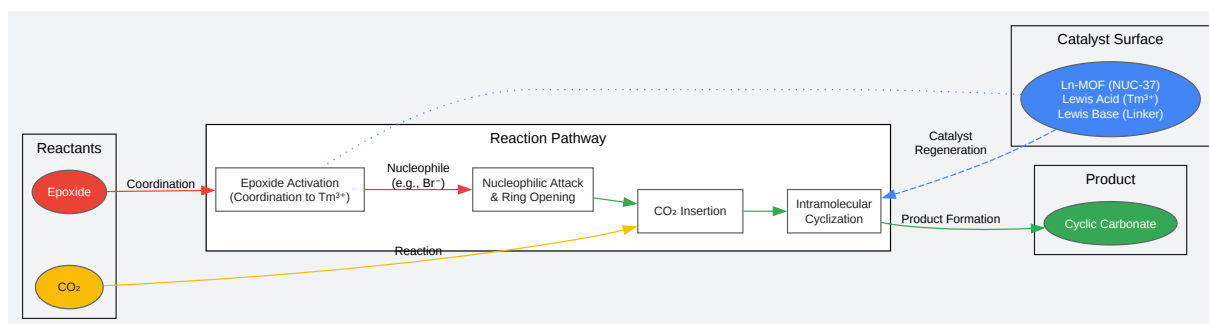 Catalyst Surface
Ln-MOF (NUC-37)
Lewis Acid (Tm³⁺)
Lewis Base (Linker)
Reactants
Epoxide
CO₂
Coordination
Reaction Pathway
Epoxide Activation
(Coordination to Tm³⁺)
Nucleophile
(e.g., Br⁻)
Nucleophilic Attack
& Ring Opening
CO₂ Insertion
Intramolecular
Cyclization
Reaction
Catalyst
Regeneration
Product Formation
Product
Cyclic Carbonate